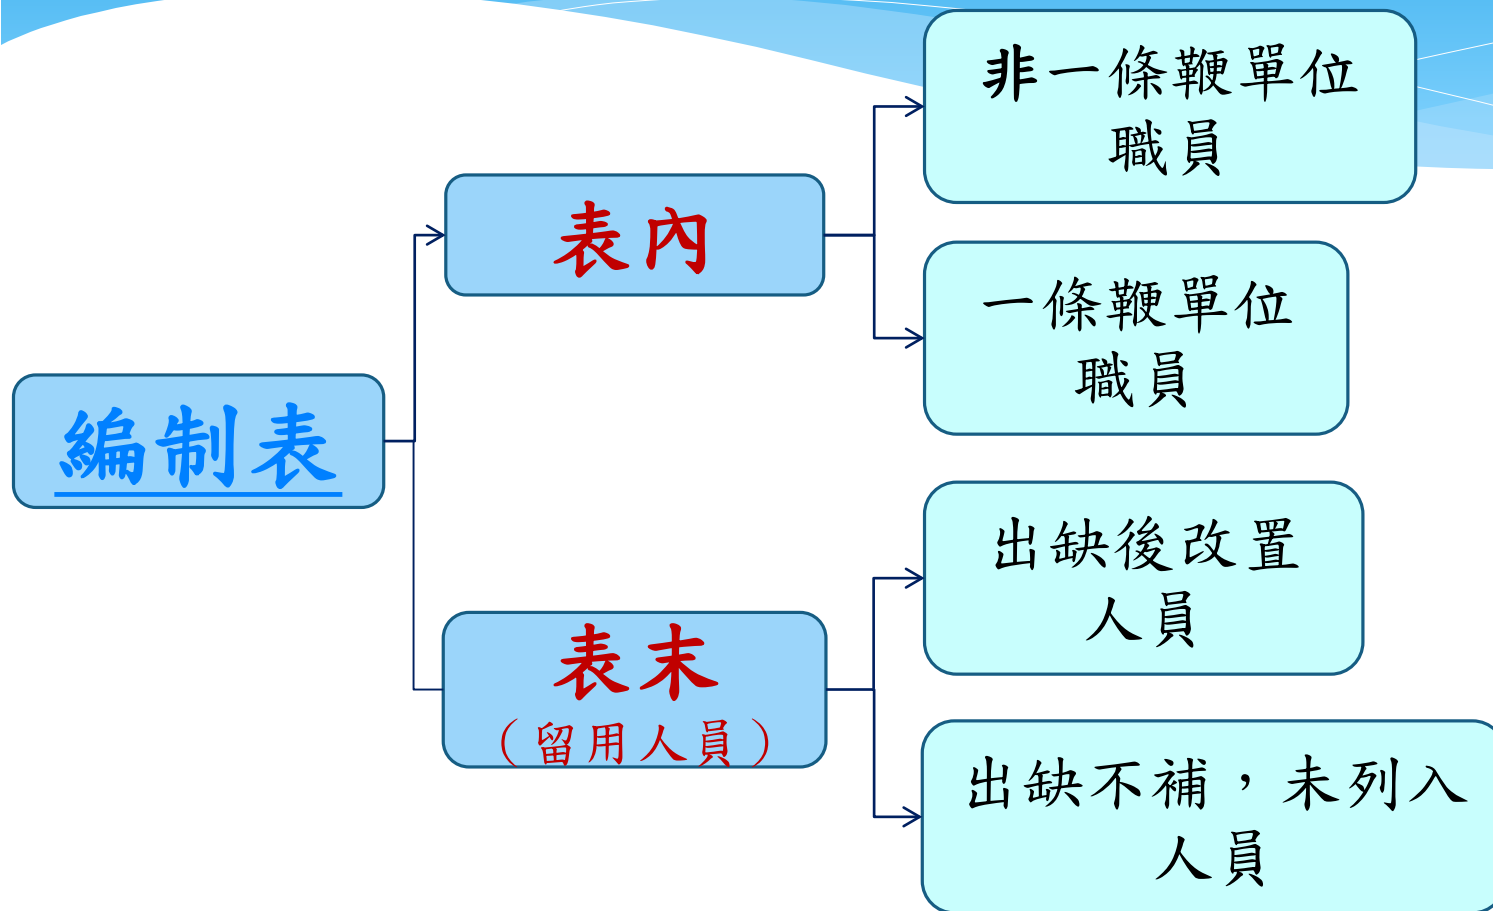 編制表
表內
非一條鞭單位
職員
一條鞭單位
職員
表末
（留用人員）
出缺後改置
人員
出缺不補，未列入
人員